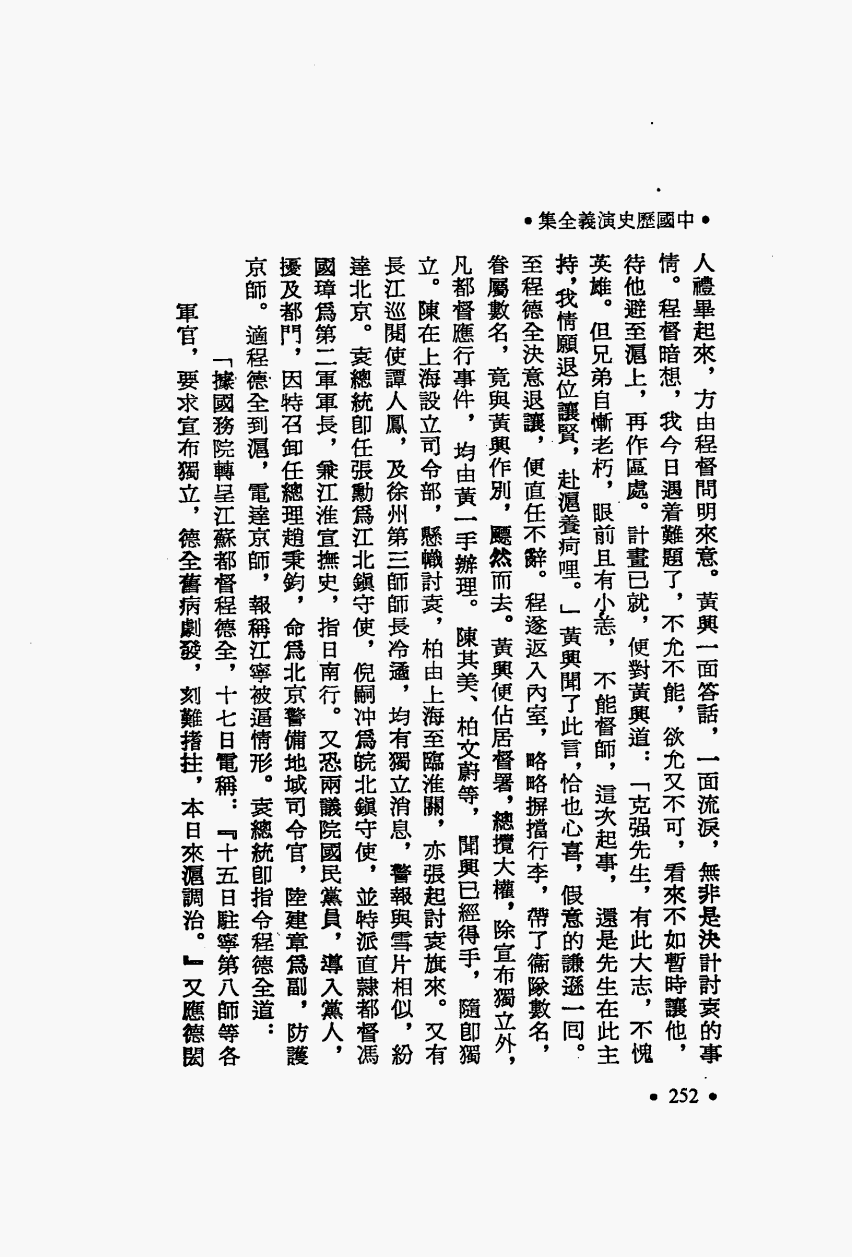 •中國歷史演義全集•
人禮畢起來，方由程督問明來意。黃興一面答話，一面流淚，無非是決計討袁的事
情。程督暗想，我今日遇着難題了，不允不能，欲允又不可，看來不如暫時讓他，
待他避至滬上，再作區處。計畫已就，便對黃興道：「克强先生，有此大志，不愧
英雄。但兄弟自慚老朽，眼前且有小恙，不能督師，這次起事，還是先生在此主
持，我情願退位讓賢，赴滬養疴哩。」黃興聞了此言，恰也心喜，假意的謙遜一回。
至程德全決意退讓，便直任不辭。程遂返入內室，略略摒擋行李，帶了衞隊數名，
眷屬數名，竟與黃興作別，飄然而去。黃興便佔居督署，總攬大權，除宣布獨立外，
凡都督應行事件，均由黃一手辦理。陳其美、柏文蔚等，聞興已經得手，隨卽獨
立。陳在上海設立司令部，懸幟討袁，柏由上海至臨淮關，亦張起討袁旗來。又有
長江巡閱使譚人鳳，及徐州第三師師長冷遹，均有獨立消息，警報與雪片相似，紛
達北京。袁總統卽任張勳爲江北鎭守使，倪嗣冲爲皖北鎭守使，並特派直隸都督馮
國璋爲第二軍軍長，兼江淮宣撫史，指日南行。又恐兩議院國民黨員，導入黨人，
擾及都門，因特召卸任總理趙秉鈞，命爲北京警備地域司令官，陸建章爲副，防護
京師。適程德全到滬，電達京師，報稱江寧被逼情形。袁總統卽指令程德全道：
「據國務院轉呈江蘇都督程德全，十七日電稱：『十五日駐寧第八師等各
軍官，要求宣布獨立，德全舊病劇發，刻難搘拄，本日來滬調治。』又應德閎
•252•